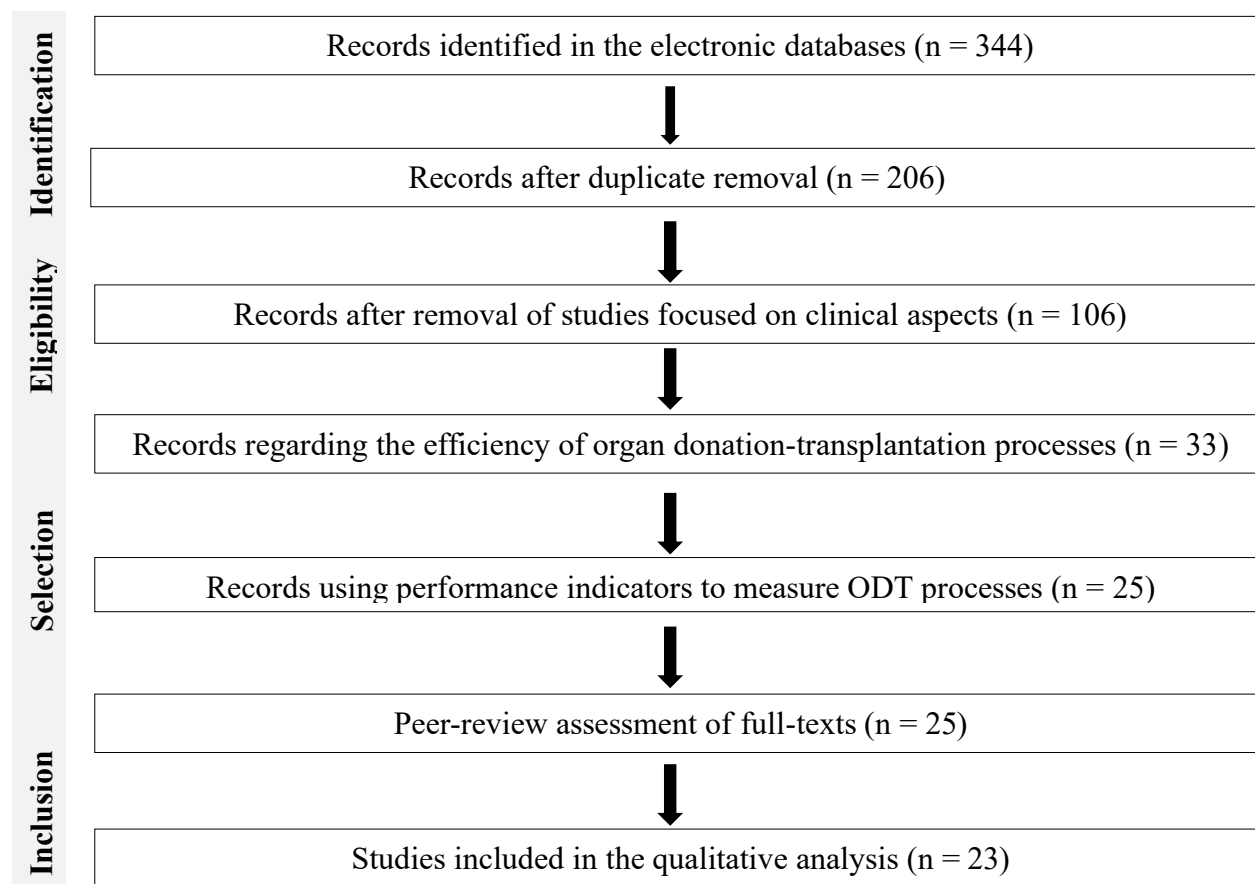 Identification
Records identified in the electronic databases (n = 344)
Records after duplicate removal (n = 206)
Eligibility
Records after removal of studies focused on clinical aspects (n = 106)
Records regarding the efficiency of organ donation-transplantation processes (n = 33)
Selection
Records using performance indicators to measure ODT processes (n = 25)
Peer-review assessment of full-texts (n = 25)
Inclusion
Studies included in the qualitative analysis (n = 23)